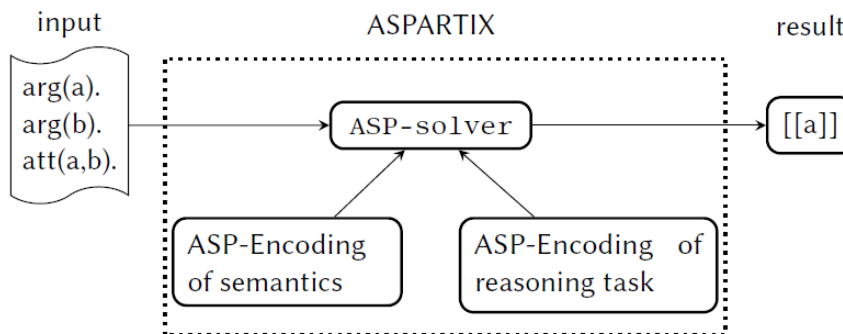 input
ASPARTIX
result
arg(a).
arg(b).
att(a,b).
ASP-solver
[[a]]
ASP-Encoding
of semantics
ASP-Encoding of
reasoning task